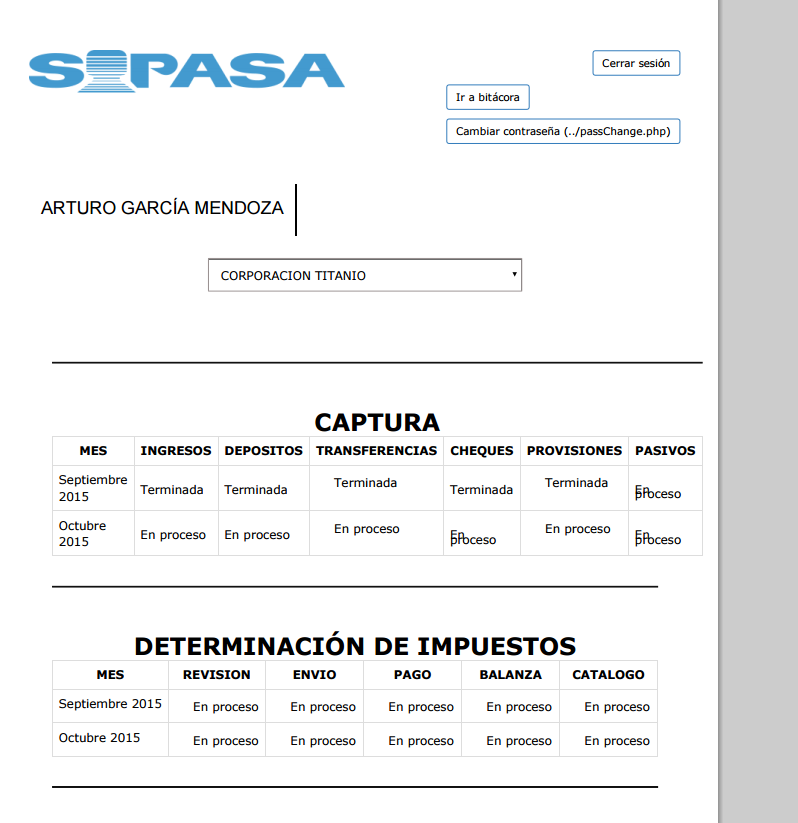 SIPASA
Cerrar sesión
Ir a bitácora
Cambiar contraseña (../passChange.php)
ARTURO GARCÍA MENDOZA
CORPORACION TITANIO
CAPTURA
MES INGRESOS DEPOSITOS TRANSFERENCIAS CHEQUES PROVISIONES PASIVOS
Septiembre 2015 Terminada Terminada Terminada Terminada Terminada En proceso
Octubre 2015 En proceso En proceso En proceso En proceso En proceso En proceso
DETERMINACIÓN DE IMPUESTOS
MES REVISION ENVIO PAGO BALANZA CATALOGO
Septiembre 2015 En proceso En proceso En proceso En proceso En proceso
Octubre 2015 En proceso En proceso En proceso En proceso En proceso